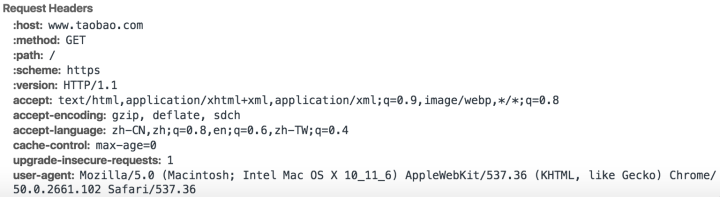 Request Headers
:host: www.taobao.com
:method: GET
:path: /
:scheme: https
:version: HTTP/1.1
accept: text/html,application/xhtml+xml,application/xml;q=0.9,image/webp,*/*;q=0.8
accept-encoding: gzip, deflate, sdch
accept-language: zh-CN,zh;q=0.8,en;q=0.6,zh-TW;q=0.4
cache-control: max-age=0
upgrade-insecure-requests: 1
user-agent: Mozilla/5.0 (Macintosh; Intel Mac OS X 10_11_6) AppleWebKit/537.36 (KHTML, like Gecko) Chrome/
50.0.2661.102 Safari/537.36